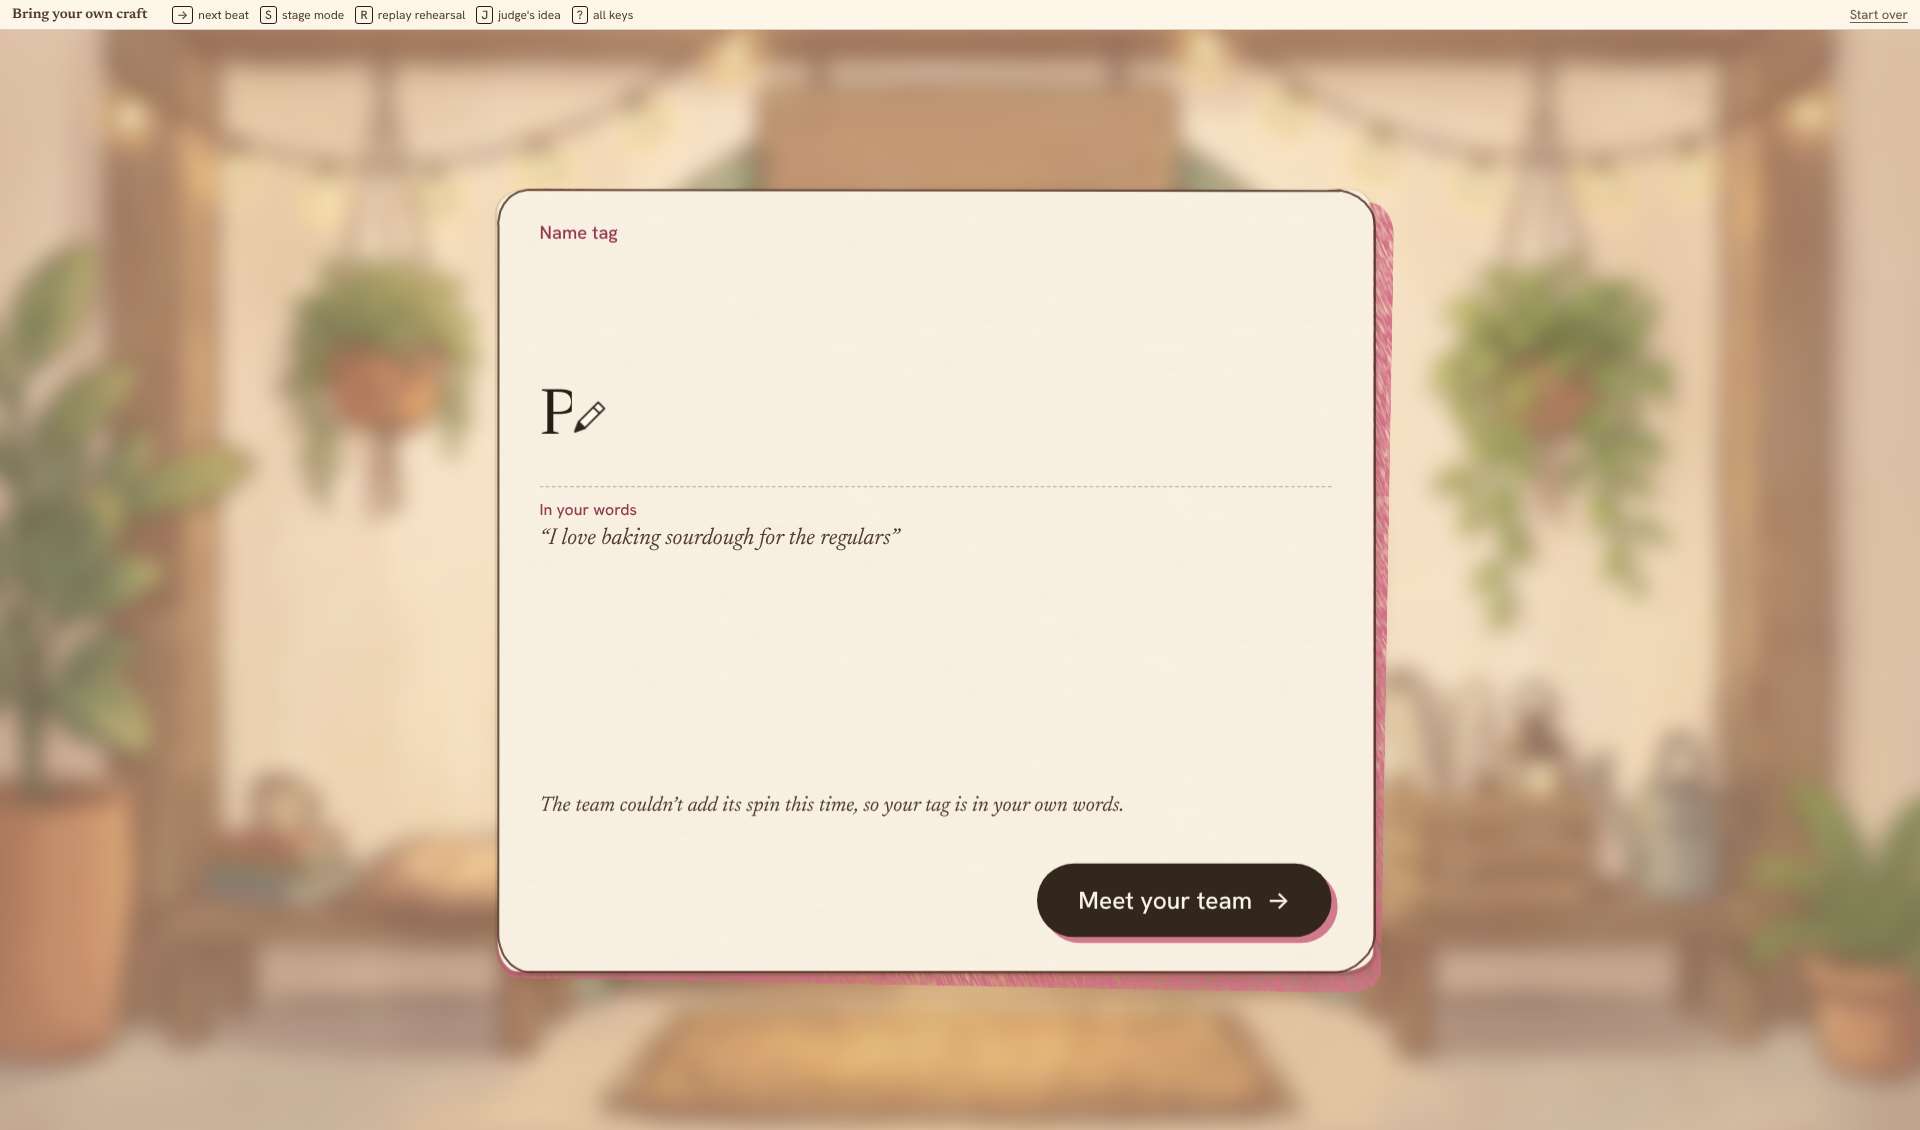 Bring your own craft → next beat S stage mode R replay rehearsal J judge's idea ? all keys Start over
Name tag
P
In your words
“I love baking sourdough for the regulars”
The team couldn’t add its spin this time, so your tag is in your own words.
Meet your team →